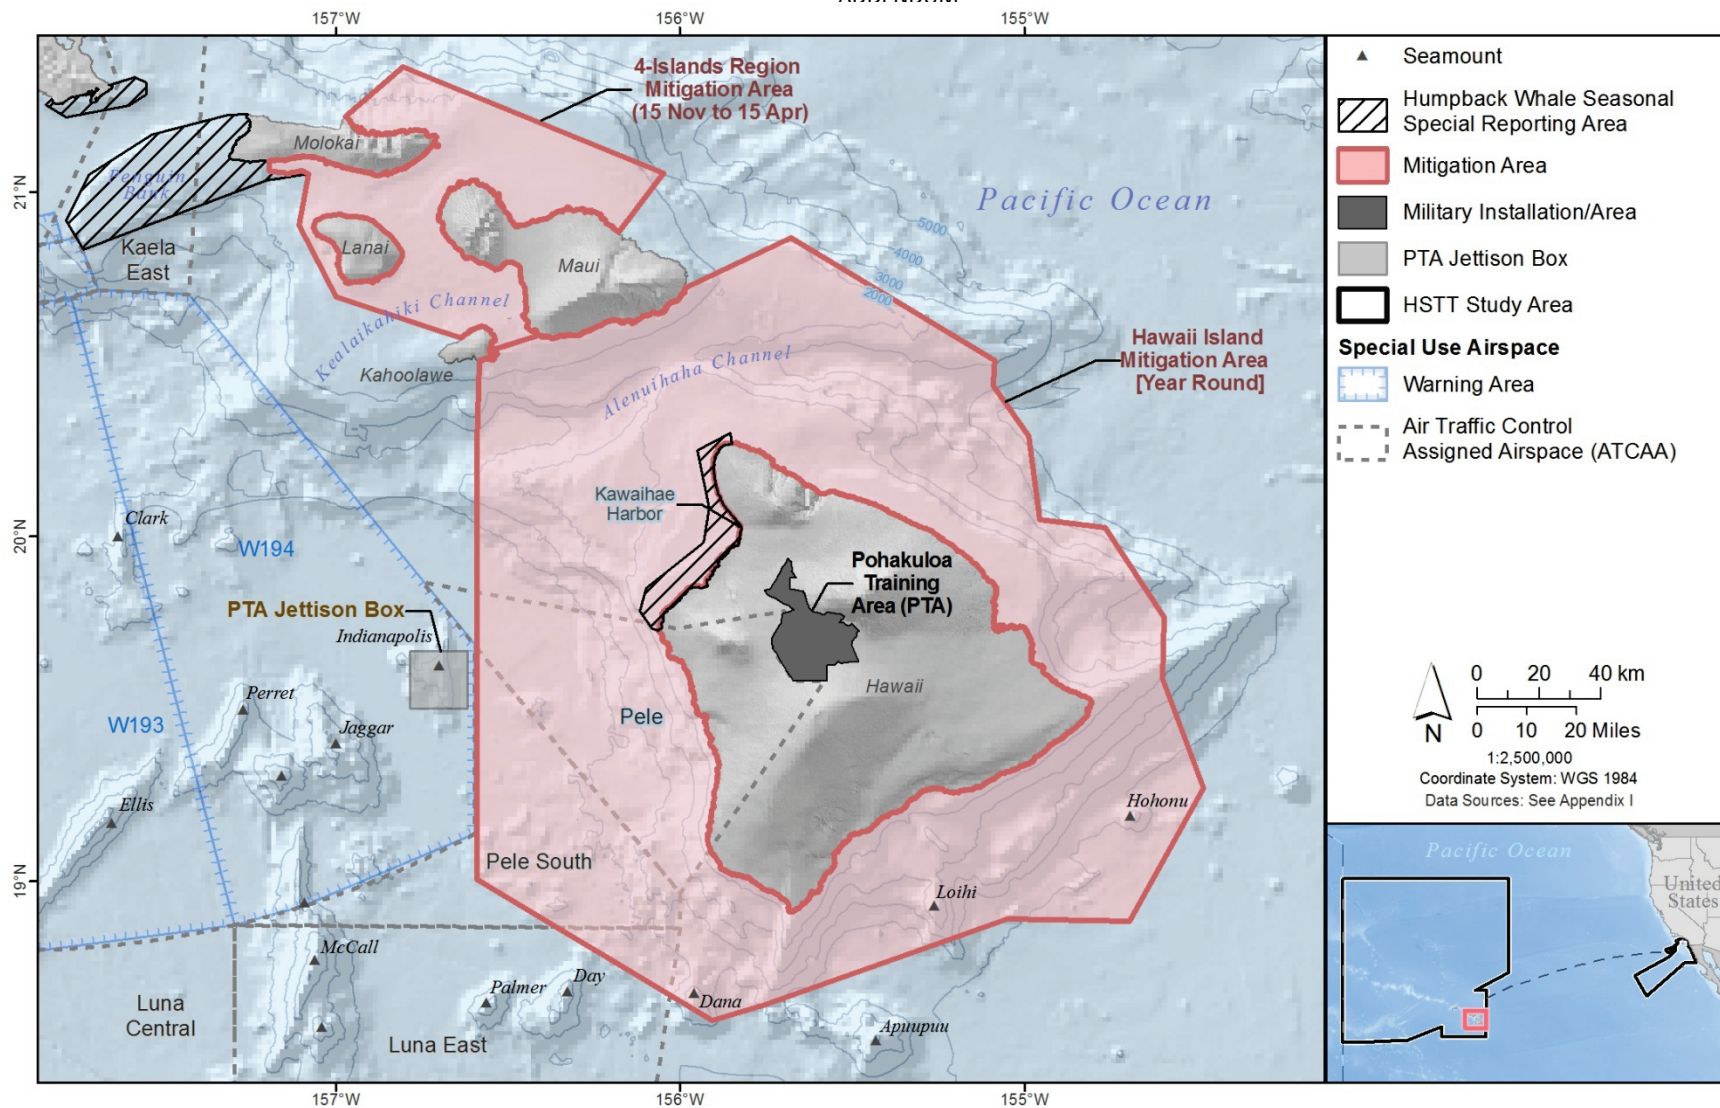 ADDENDUM
157°W
156°W
155°W
4-Islands Region
Mitigation Area
(15 Nov to 15 Apr)
Molokai
Penguin
Bank
21°N
Pacific Ocean
5000
4000
3000
2000
Kaela
East
Lanai
Maui
Kealaikahiki Channel
Kahoolawe
Alenuihaha Channel
Hawaii Island
Mitigation Area
[Year Round]
Kawaihae
Harbor
Clark
20°N
W194
Pohakuloa
Training
Area (PTA)
PTA Jettison Box
Indianapolis
Hawaii
Perret
W193
Jaggar
Pele
Ellis
Hohonu
Pele South
19°N
Loihi
McCall
Palmer
Day
Dana
Luna
Central
Luna East
Apuupuu
157°W
156°W
155°W
Seamount
Humpback Whale Seasonal
Special Reporting Area
Mitigation Area
Military Installation/Area
PTA Jettison Box
HSTT Study Area
Special Use Airspace
Warning Area
Air Traffic Control
Assigned Airspace (ATCAA)
N
0 20 40 km
0 10 20 Miles
1:2,500,000
Coordinate System: WGS 1984
Data Sources: See Appendix I
Pacific Ocean
United
States